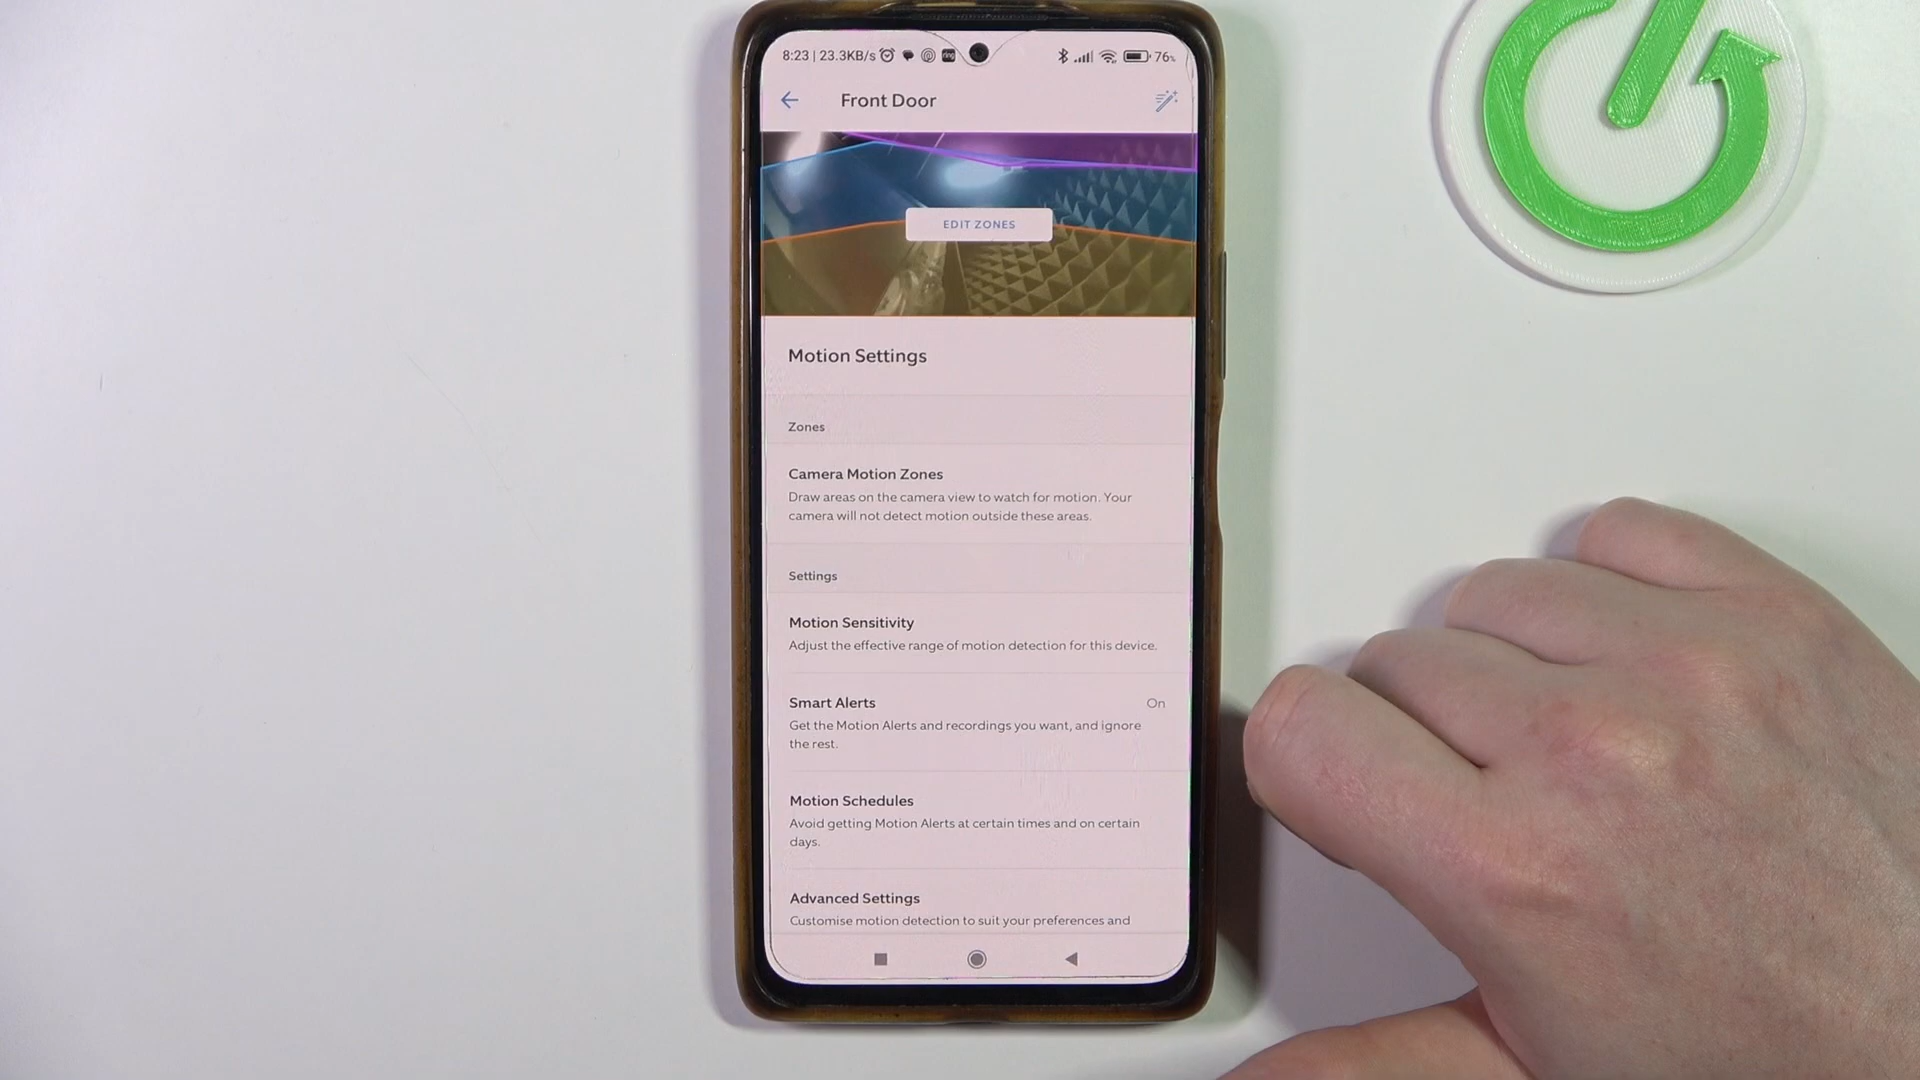 8:23 | 23.3KB/s ring 76%
Front Door
EDIT ZONES
Motion Settings
Zones
Camera Motion Zones
Draw areas on the camera view to watch for motion. Your
camera will not detect motion outside these areas.
Settings
Motion Sensitivity
Adjust the effective range of motion detection for this device.
Smart Alerts On
Get the Motion Alerts and recordings you want, and ignore
the rest.
Motion Schedules
Avoid getting Motion Alerts at certain times and on certain
days.
Advanced Settings
Customise motion detection to suit your preferences and